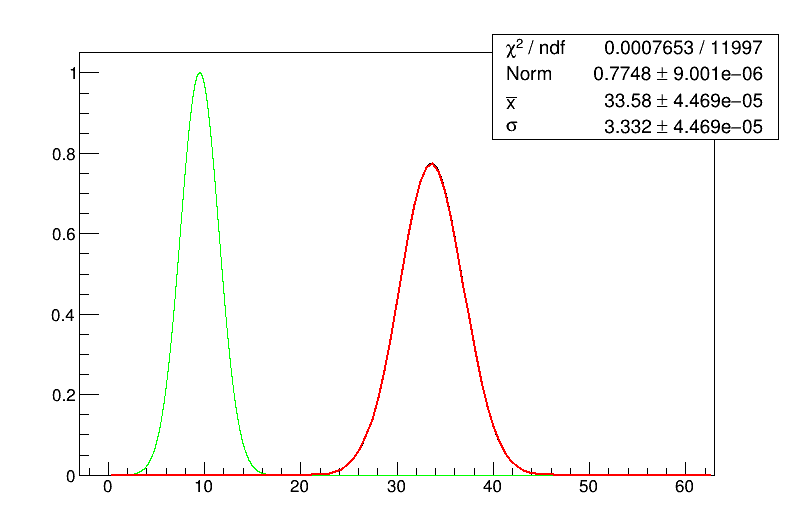 χ² / ndf 0.0007653 / 11997
Norm 0.7748 ± 9.001e−06
x̅ 33.58 ± 4.469e−05
σ 3.332 ± 4.469e−05
1
0.8
0.6
0.4
0.2
0
0 10 20 30 40 50 60